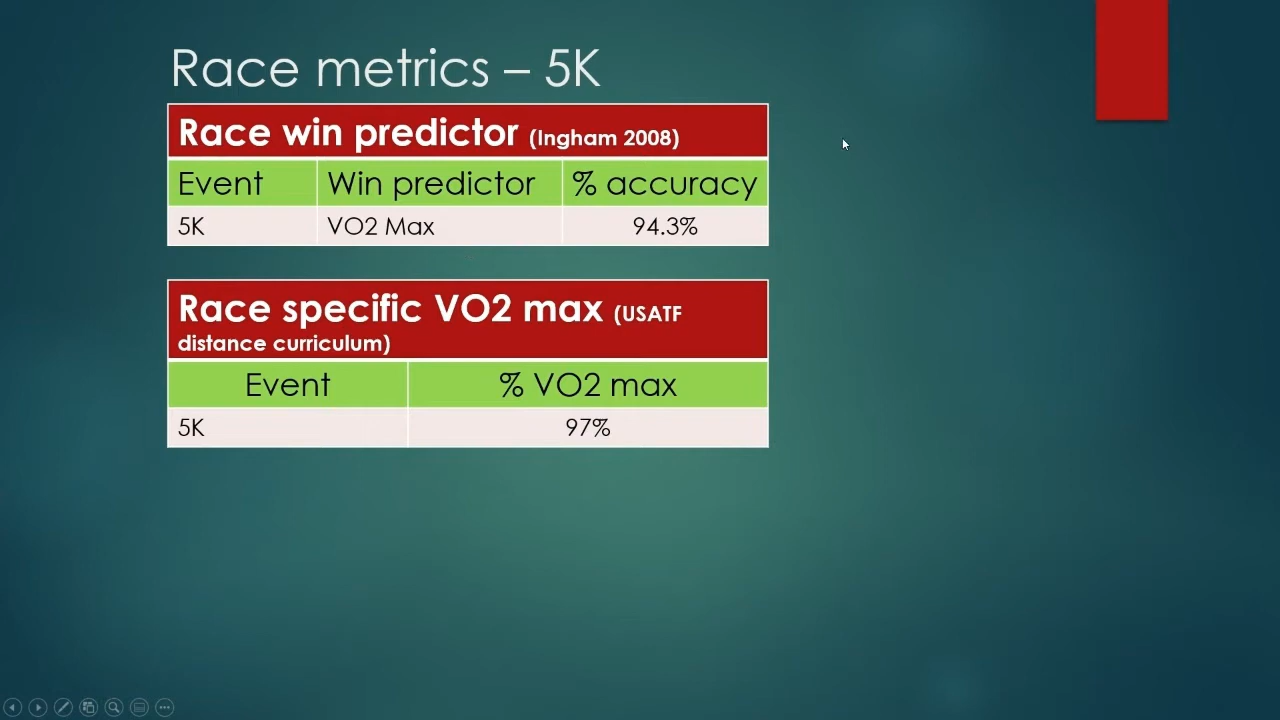 Race metrics – 5K
Race win predictor (Ingham 2008)
Event Win predictor % accuracy
5K VO2 Max 94.3%
Race specific VO2 max (USATF
distance curriculum)
Event % VO2 max
5K 97%